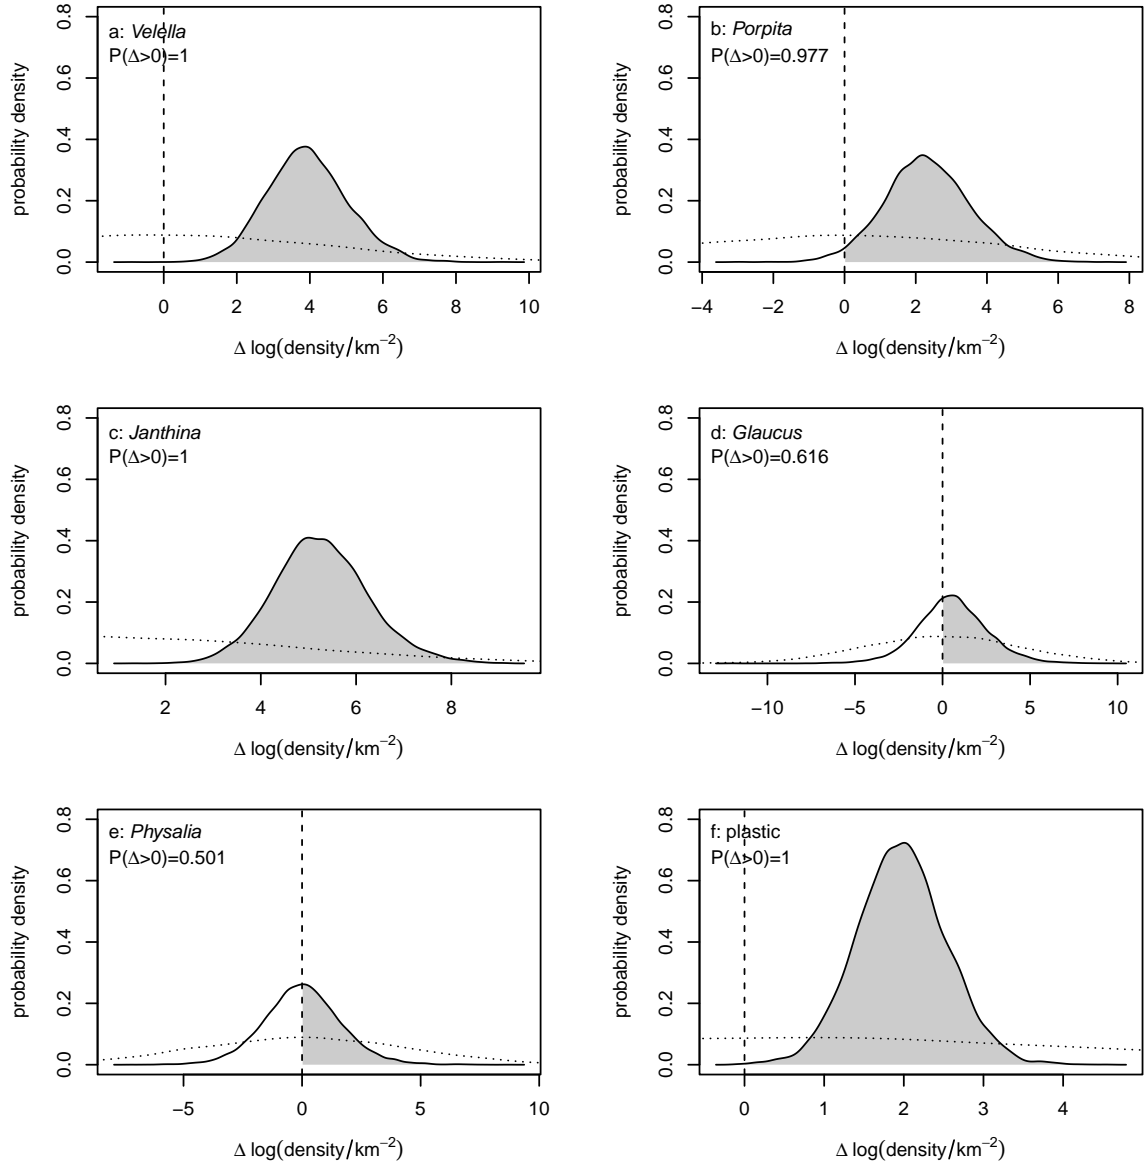 a: Velella
P(Δ>0)=1
0.0 0.2 0.4 0.6 0.8
probability density
0 2 4 6 8 10
Δ log(density/km⁻²)
b: Porpita
P(Δ>0)=0.977
0.0 0.2 0.4 0.6 0.8
probability density
−4 −2 0 2 4 6 8
Δ log(density/km⁻²)
c: Janthina
P(Δ>0)=1
0.0 0.2 0.4 0.6 0.8
probability density
2 4 6 8
Δ log(density/km⁻²)
d: Glaucus
P(Δ>0)=0.616
0.0 0.2 0.4 0.6 0.8
probability density
−10 −5 0 5 10
Δ log(density/km⁻²)
e: Physalia
P(Δ>0)=0.501
0.0 0.2 0.4 0.6 0.8
probability density
−5 0 5 10
Δ log(density/km⁻²)
f: plastic
P(Δ>0)=1
0.0 0.2 0.4 0.6 0.8
probability density
0 1 2 3 4
Δ log(density/km⁻²)